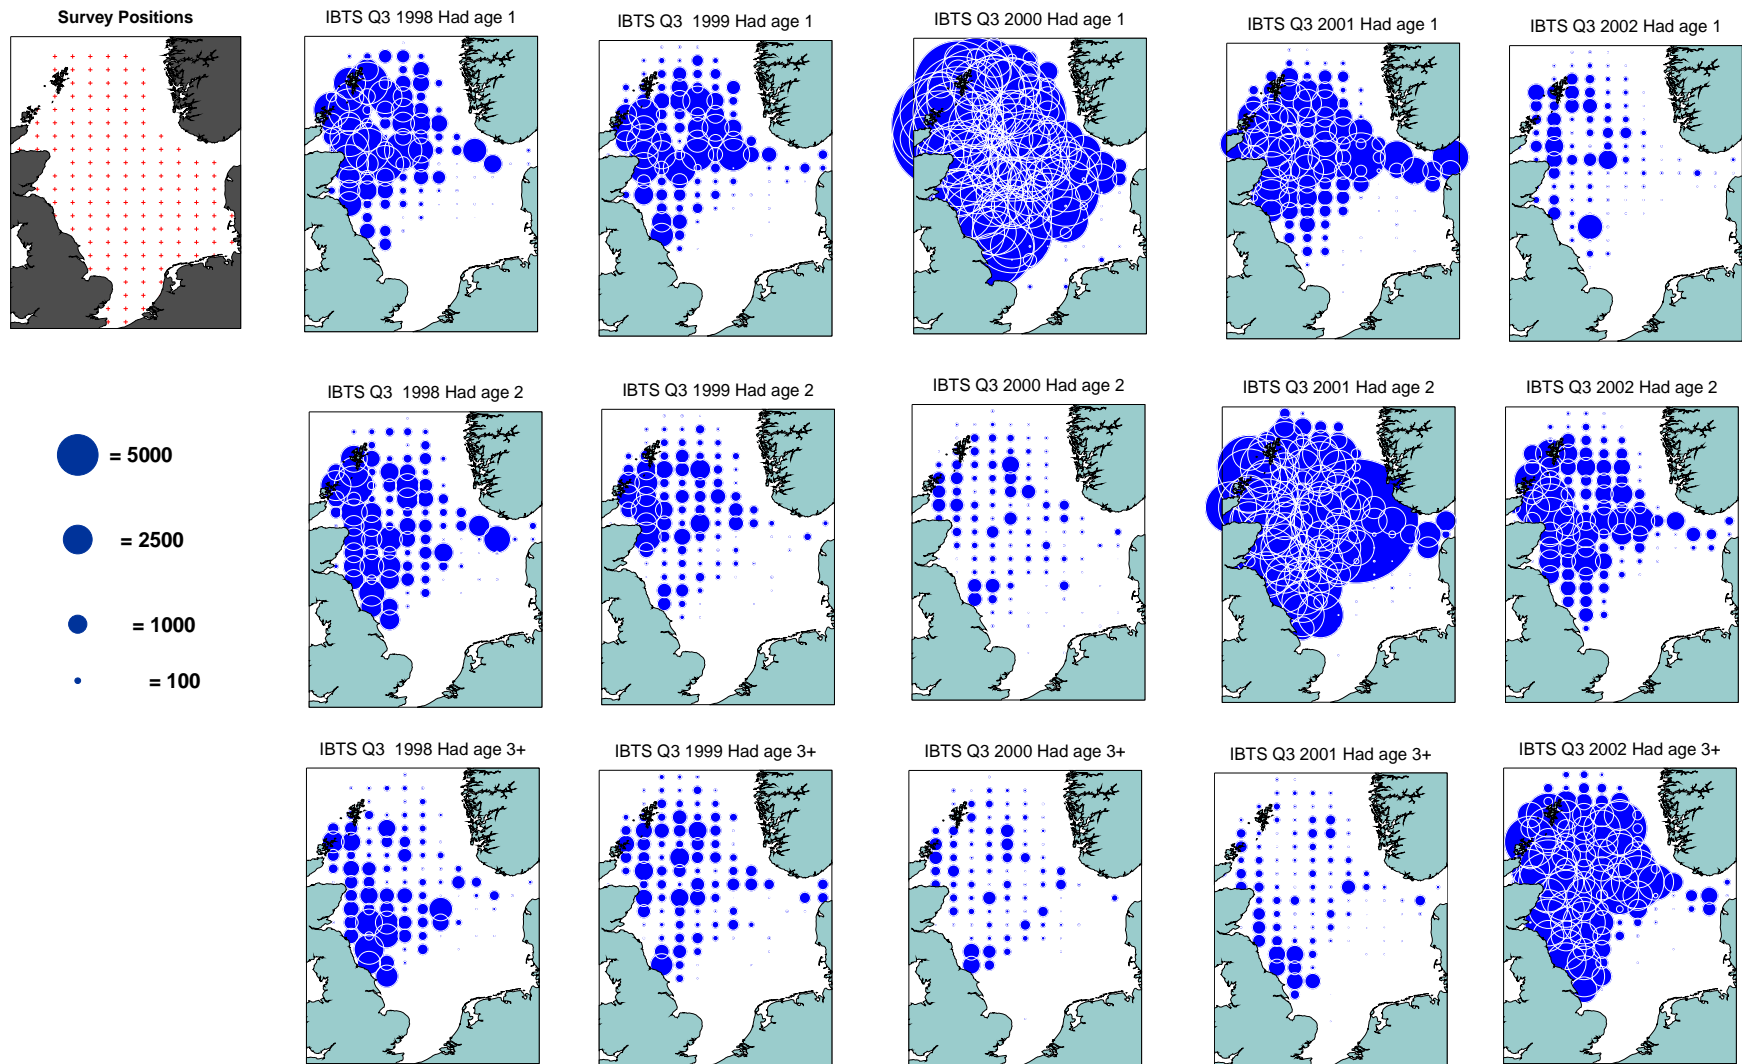 Survey Positions
IBTS Q3 1998 Had age 1
IBTS Q3  1999 Had age 1
IBTS Q3 2000 Had age 1
IBTS Q3 2001 Had age 1
IBTS Q3 2002 Had age 1
IBTS Q3  1998 Had age 2
IBTS Q3 1999 Had age 2
IBTS Q3 2000 Had age 2
IBTS Q3 2001 Had age 2
IBTS Q3 2002 Had age 2
= 5000
= 2500
= 1000
= 100
IBTS Q3  1998 Had age 3+
IBTS Q3 1999 Had age 3+
IBTS Q3 2000 Had age 3+
IBTS Q3 2001 Had age 3+
IBTS Q3 2002 Had age 3+